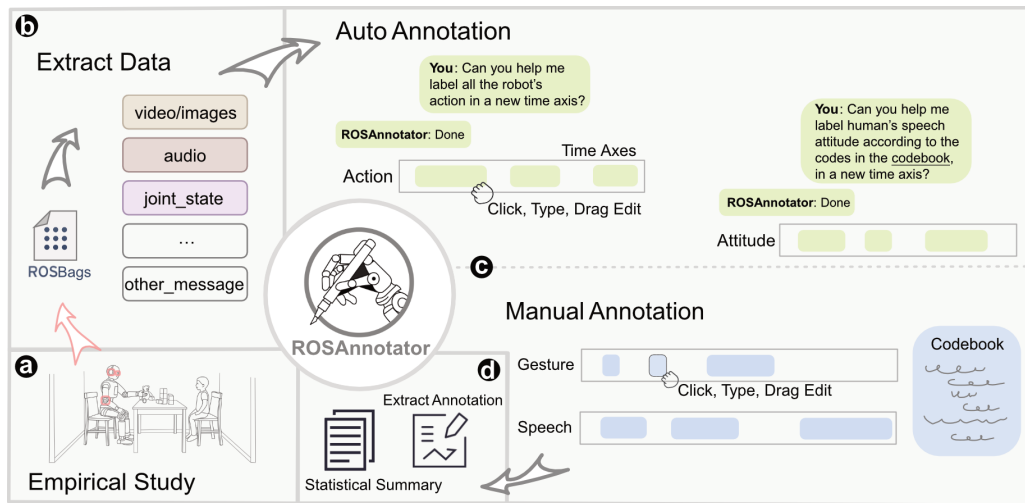 b
Extract Data
video/images
audio
joint_state
...
other_message
ROSBags
Auto Annotation
You: Can you help me
label all the robot's
action in a new time axis?
ROSAnnotator: Done
Time Axes
Action
Click, Type, Drag Edit
You: Can you help me
label human's speech
attitude according to the
codes in the codebook,
in a new time axis?
ROSAnnotator: Done
Attitude
ROSAnnotator
c
Manual Annotation
Gesture
Click, Type, Drag Edit
Speech
Codebook
a
Empirical Study
d
Extract Annotation
Statistical Summary